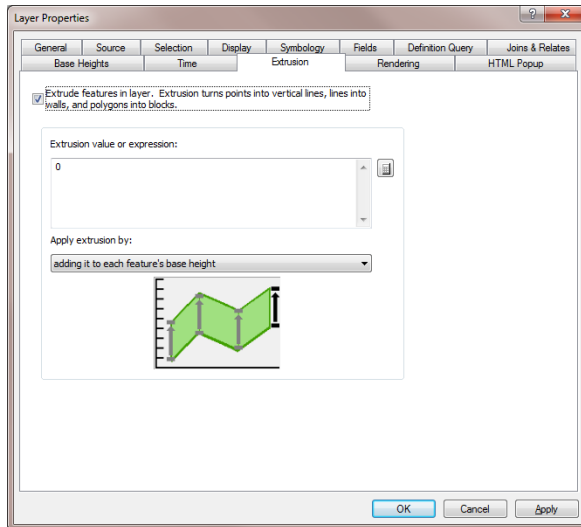 Layer Properties
General Source Selection Display Symbology Fields Definition Query Joins & Relates
Base Heights Time Extrusion Rendering HTML Popup
Extrude features in layer. Extrusion turns points into vertical lines, lines into
walls, and polygons into blocks.
Extrusion value or expression:
0
Apply extrusion by:
adding it to each feature's base height
OK Cancel Apply